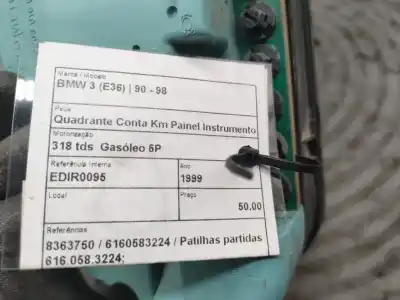 Marca / Modelo
BMW 3 (E36) | 90 - 98
Peça
Quadrante Conta Km Painel Instrumento
Motorização
318 tds Gasóleo 5P
Referência Interna
Ano
EDIR0095
1999
Local
Preço
50.00
Referências
8363750 / 6160583224 / Patilhas partidas
616.058.3224;